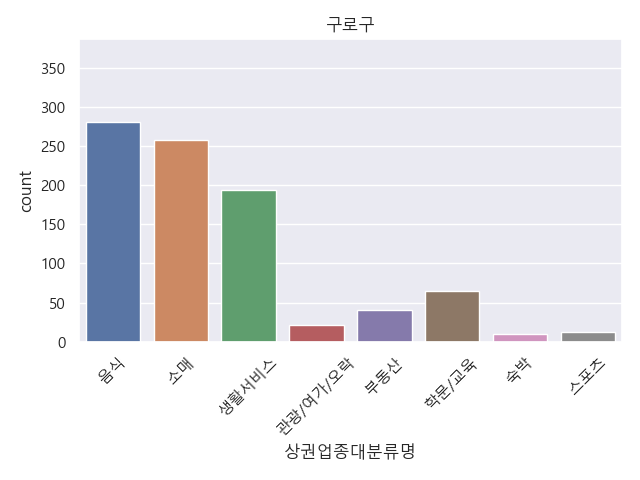 구로구
count
350
300
250
200
150
100
50
0
음식
소매
생활서비스
관광/여가/오락
부동산
학문/교육
숙박
스포츠
상권업종대분류명